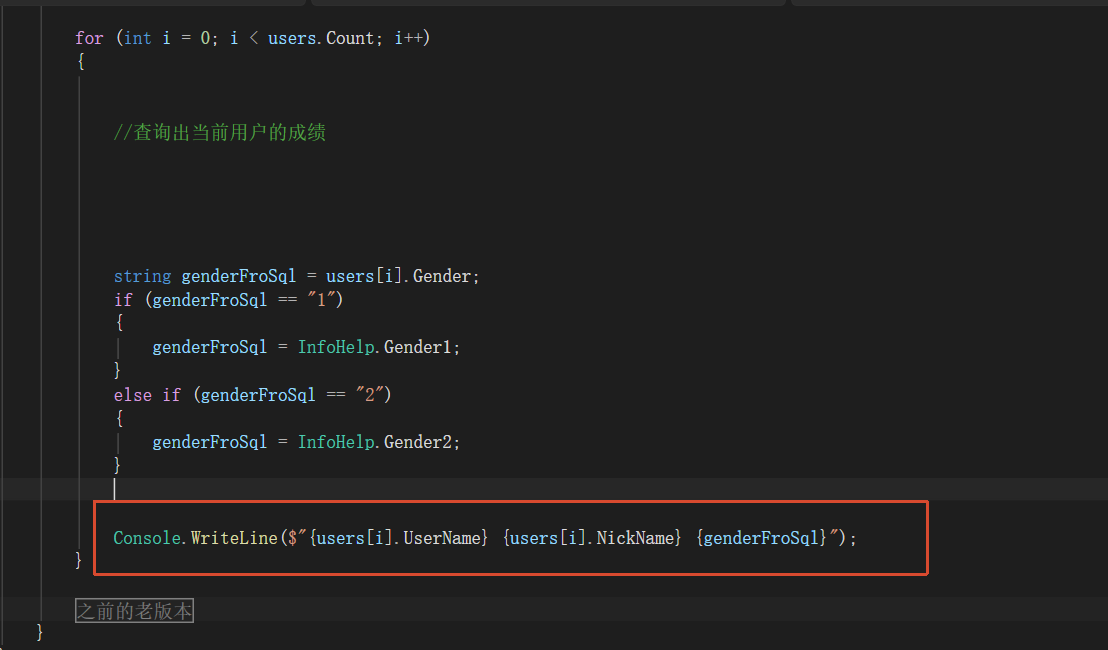 for (int i = 0; i < users.Count; i++)
{
//查询出当前用户的成绩
string genderFroSql = users[i].Gender;
if (genderFroSql == "1")
{
genderFroSql = InfoHelp.Gender1;
}
else if (genderFroSql == "2")
{
genderFroSql = InfoHelp.Gender2;
}
Console.WriteLine($"{users[i].UserName} {users[i].NickName} {genderFroSql}");
}
之前的老版本
}